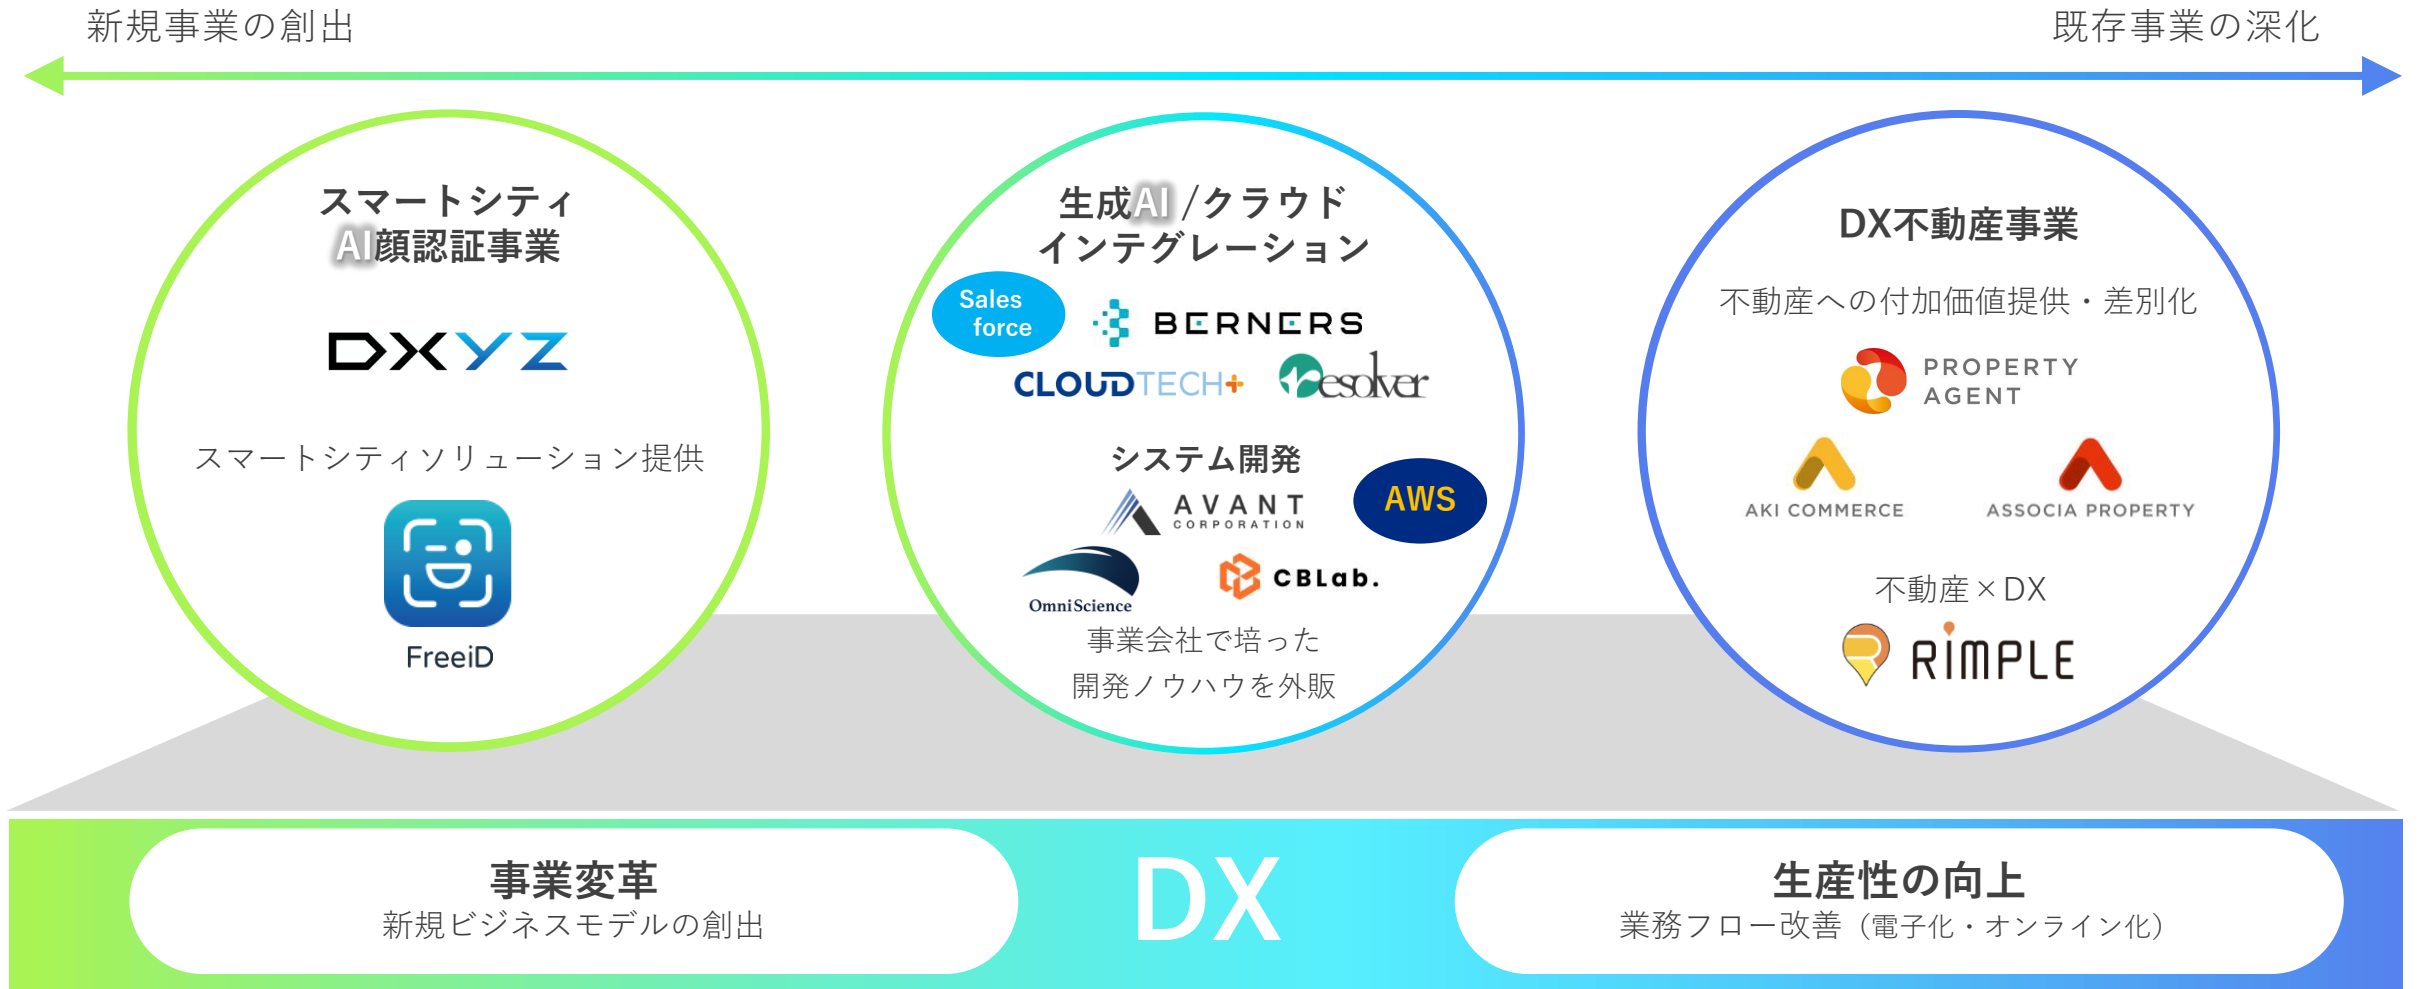 新規事業の創出
既存事業の深化
スマートシティ
AI顔認証事業
DXYZ
スマートシティソリューション提供
FreeiD
生成AI /クラウド
インテグレーション
Sales
force
BERNERS
CLOUDTECH+
resolver
システム開発
AVANT
CORPORATION
AWS
OmniScience
CBLab.
事業会社で培った
開発ノウハウを外販
DX不動産事業
不動産への付加価値提供・差別化
PROPERTY
AGENT
AKI COMMERCE
ASSOCIA PROPERTY
不動産×DX
RIMPLE
事業変革
新規ビジネスモデルの創出
DX
生産性の向上
業務フロー改善（電子化・オンライン化）